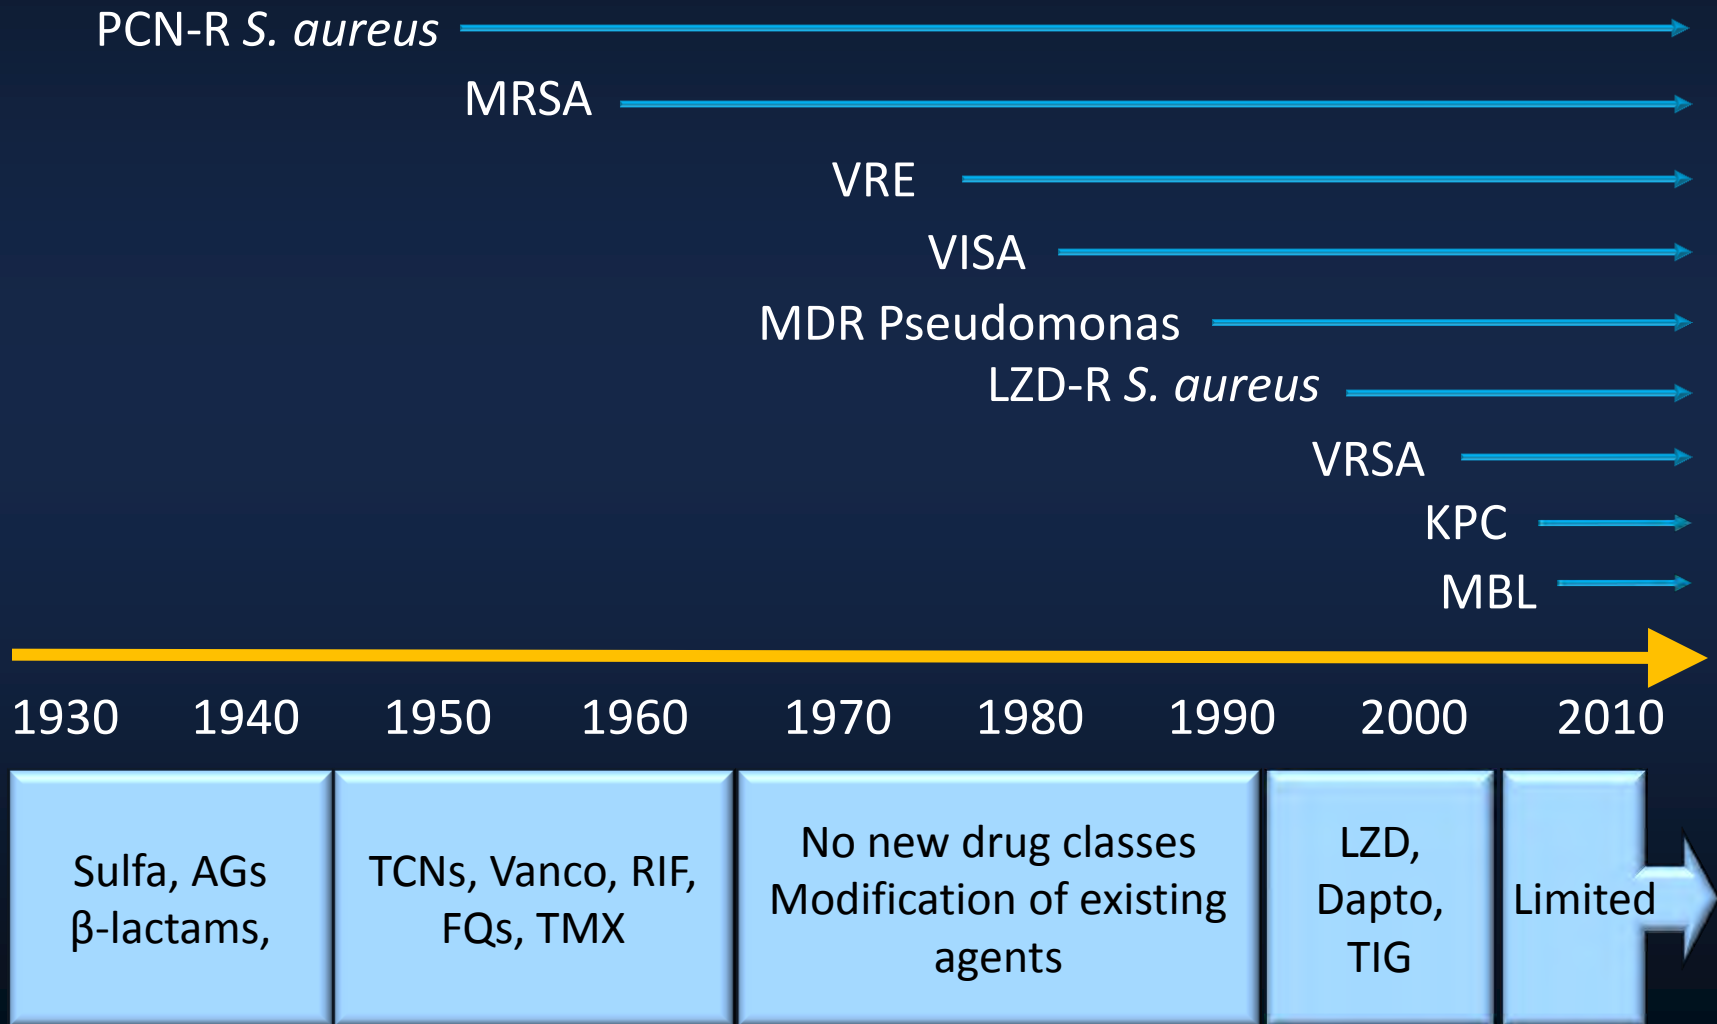 PCN-R S. aureus
MRSA
VRE
VISA
MDR Pseudomonas
LZD-R S. aureus
VRSA
KPC
MBL
1930 1940 1950 1960 1970 1980 1990 2000 2010
Sulfa, AGs
β-lactams,
TCNs, Vanco, RIF,
FQs, TMX
No new drug classes
Modification of existing
agents
LZD,
Dapto,
TIG
Limited